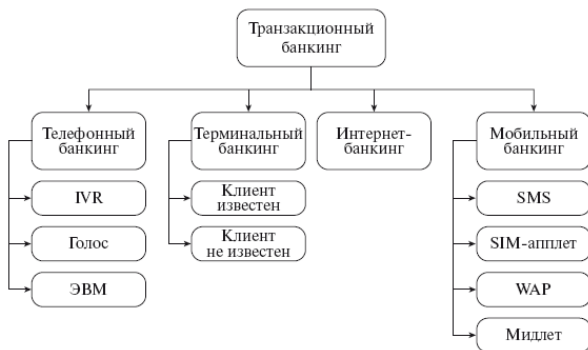 Транзакционный
банкинг
Телефонный
банкинг
Терминальный
банкинг
Интернет-
банкинг
Мобильный
банкинг
IVR
Голос
ЭВМ
Клиент
известен
Клиент
не известен
SMS
SIM-апплет
WAP
Мидлет